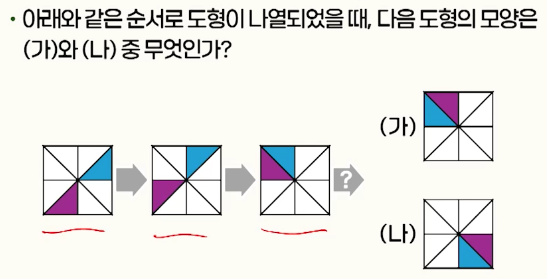 • 아래와 같은 순서로 도형이 나열되었을 때, 다음 도형의 모양은
(가)와 (나) 중 무엇인가?
(가)
?
(나)